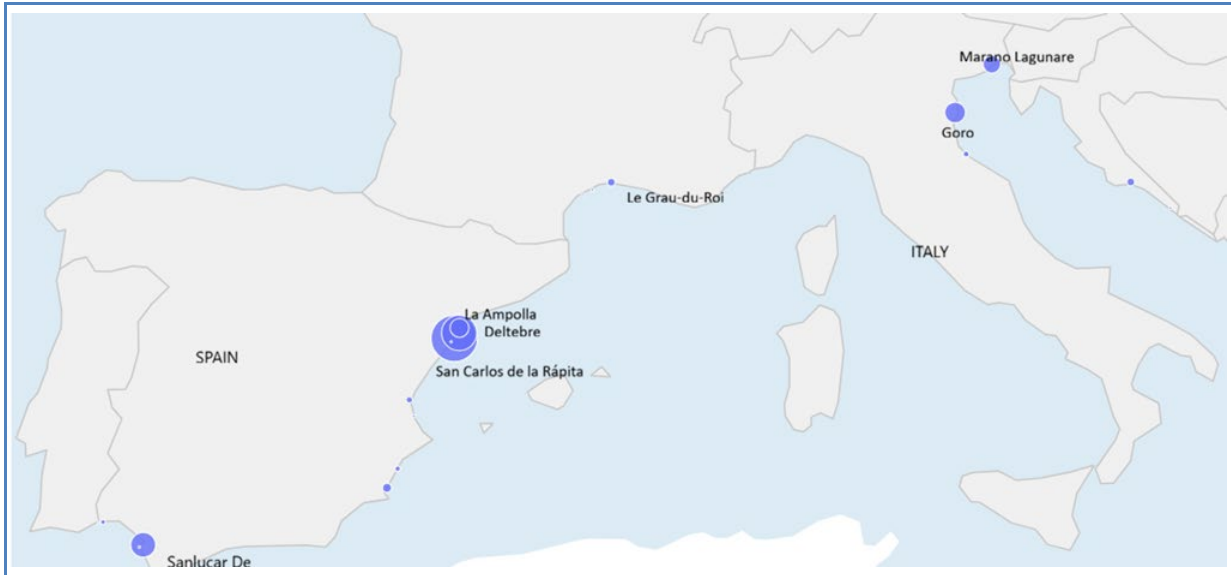 Marano Lagunare
Goro
Le Grau-du-Roi
ITALY
La Ampolla
Deltebre
SPAIN
San Carlos de la Rápita
Sanlucar De